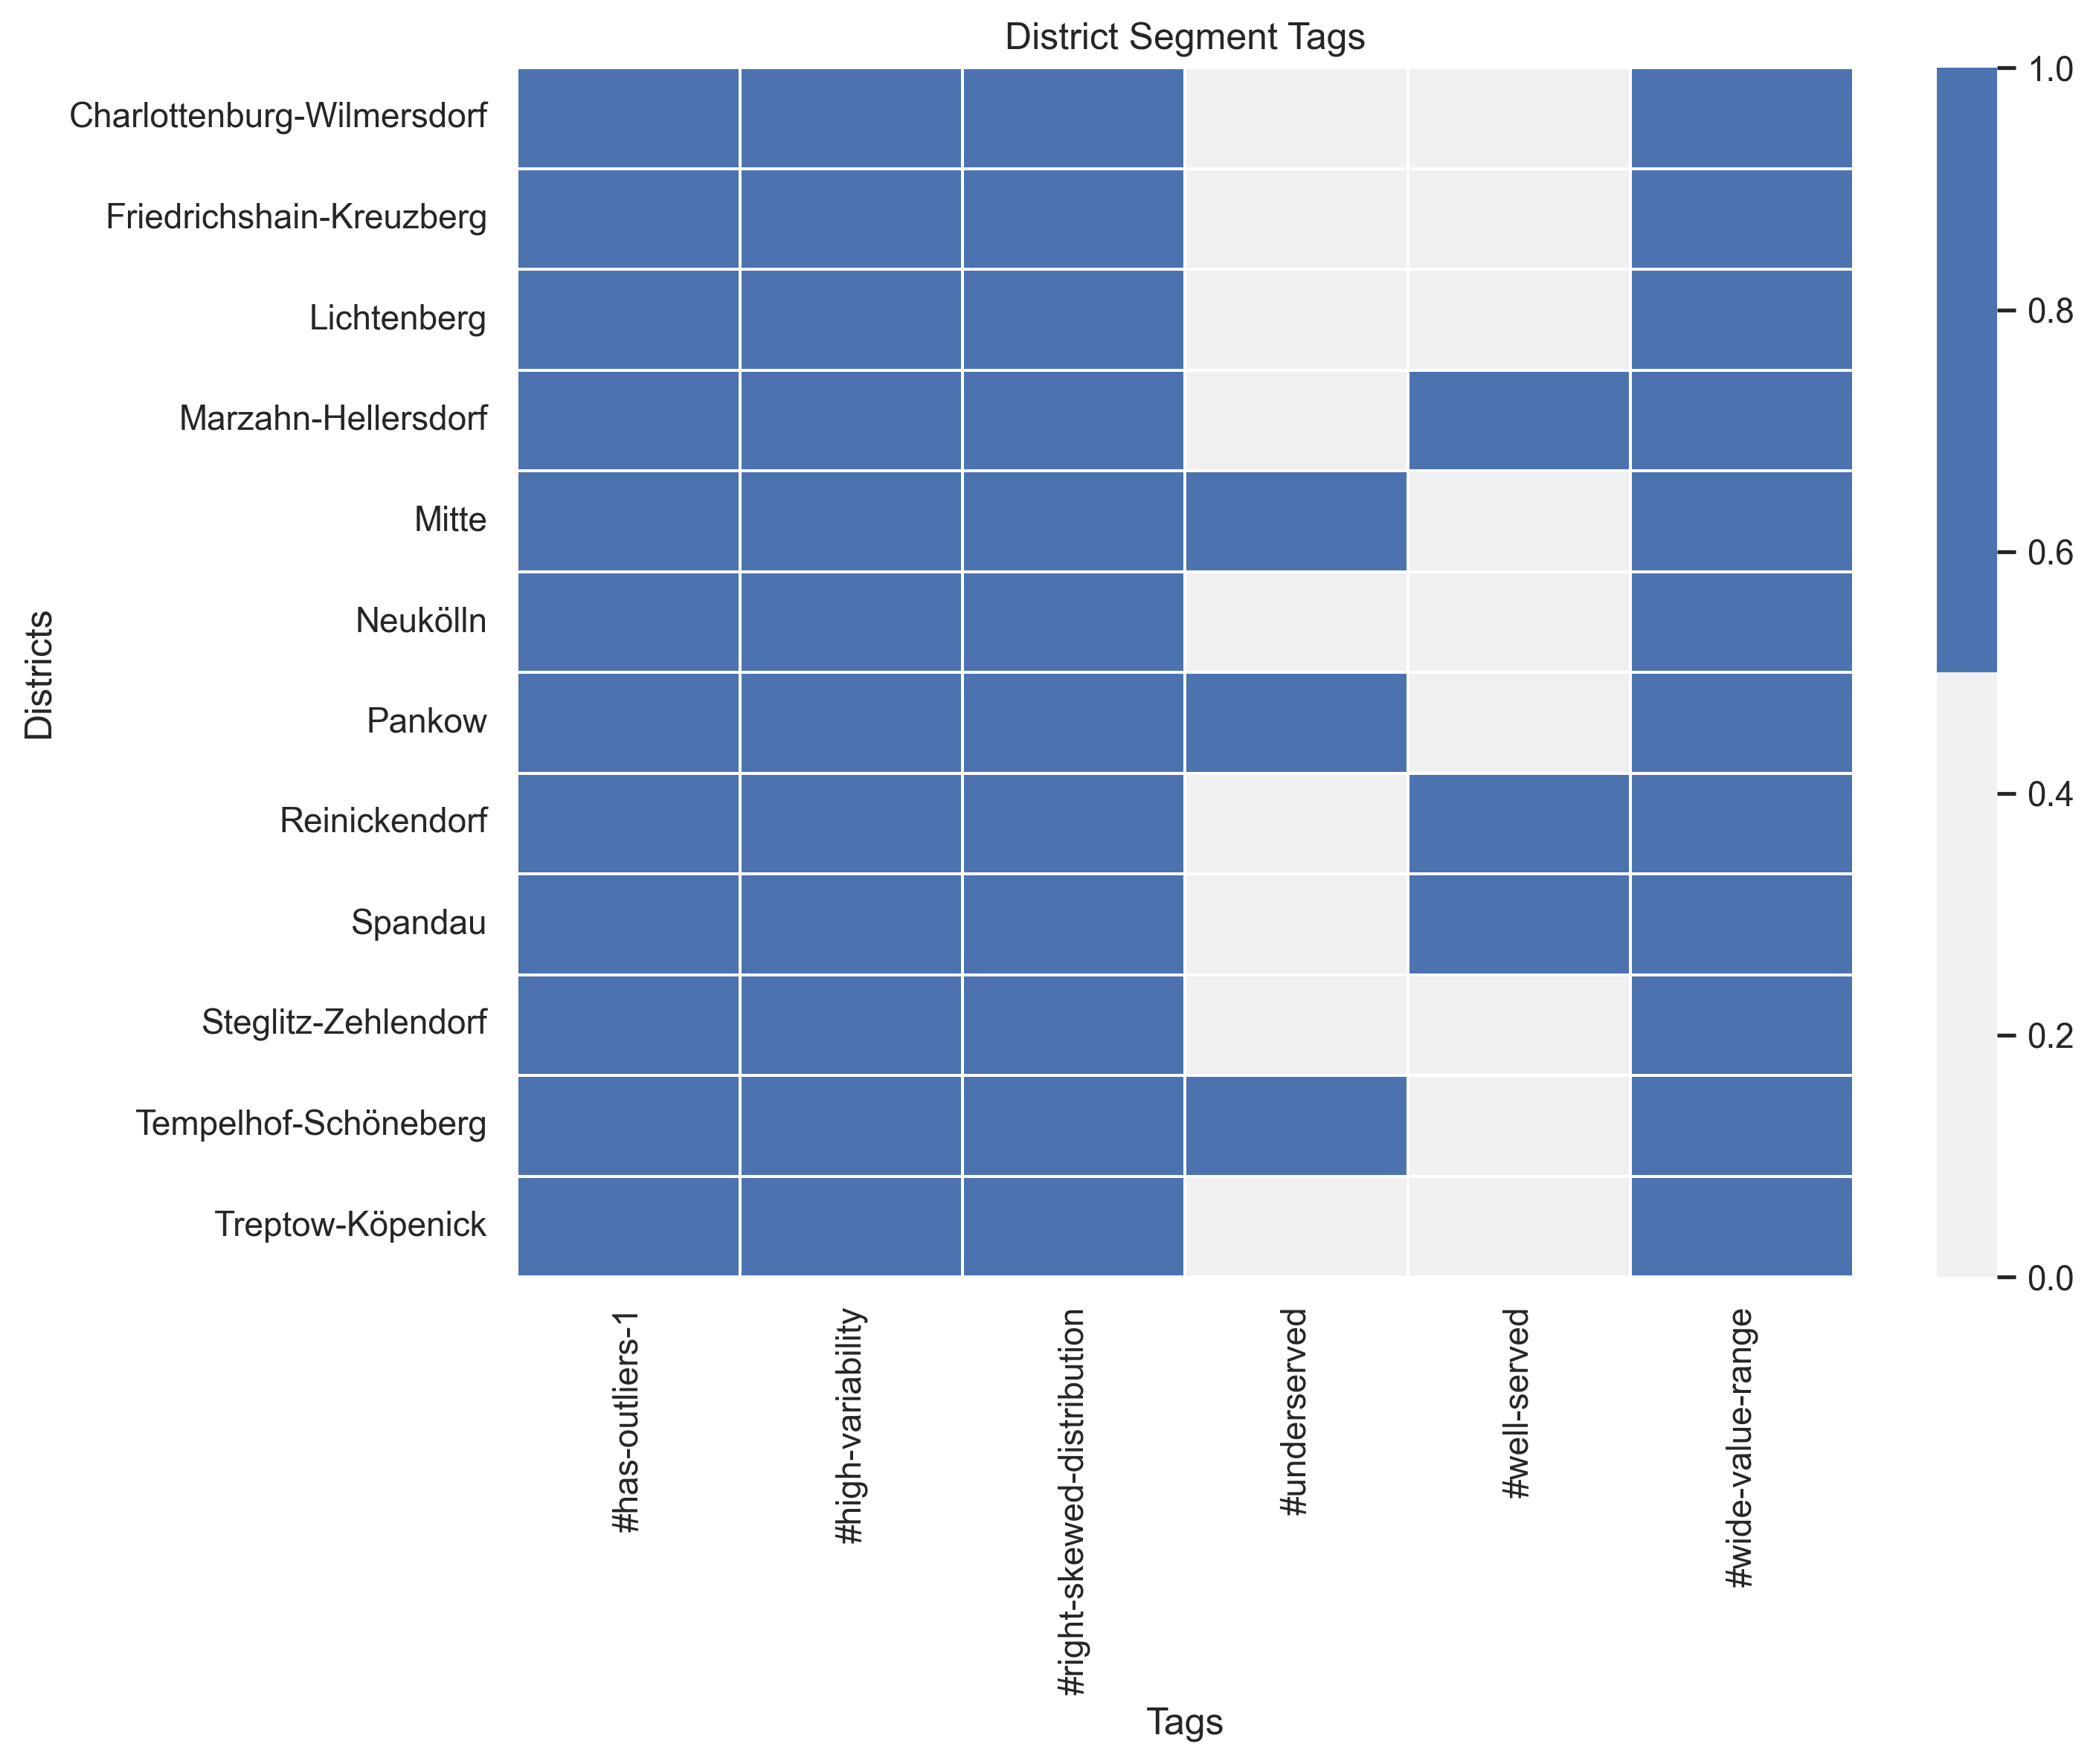 District Segment Tags
Charlottenburg-Wilmersdorf
Friedrichshain-Kreuzberg
Lichtenberg
Marzahn-Hellersdorf
Mitte
Neukölln
Pankow
Reinickendorf
Spandau
Steglitz-Zehlendorf
Tempelhof-Schöneberg
Treptow-Köpenick
Districts
#has-outliers-1
#high-variability
#right-skewed-distribution
#underserved
#well-served
#wide-value-range
Tags
1.0
0.8
0.6
0.4
0.2
0.0